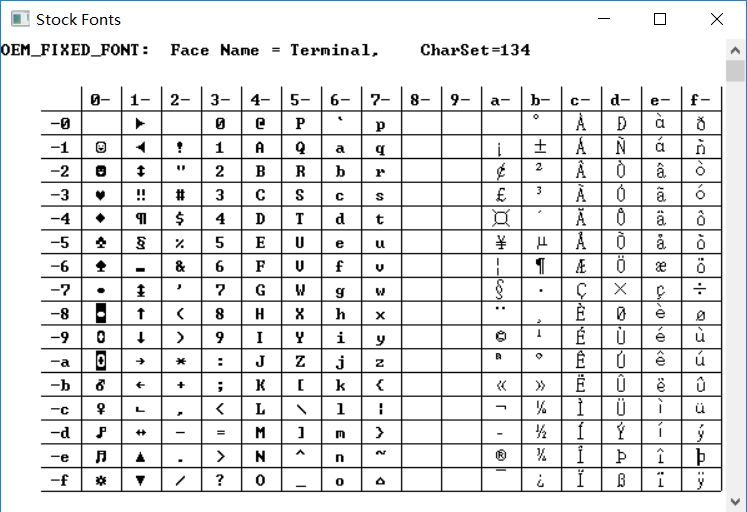 Stock Fonts
OEM_FIXED_FONT: Face Name = Terminal, CharSet=134
0- 1- 2- 3- 4- 5- 6- 7- 8- 9- a- b- c- d- e- f-
-0 ► 0 @ P ` p ° À Ð à ð
-1 ☺ ◄ ! 1 A Q a q ¡ ± Á Ñ á ñ
-2 ☻ ↕ " 2 B R b r ¢ ² Â Ò â ò
-3 ♥ ‼ # 3 C S c s £ ³ Ã Ó ã ó
-4 ♦ ¶ $ 4 D T d t ¤ ´ Ä Ô ä ô
-5 ♣ § % 5 E U e u ¥ µ Å Õ å õ
-6 ♠ ▬ & 6 F V f v ¦ ¶ Æ Ö æ ö
-7 • ↨ ' 7 G W g w § · Ç × ç ÷
-8 ◘ ↑ ( 8 H X h x ¨ ¸ È Ø è ø
-9 ○ ↓ ) 9 I Y i y © ¹ É Ù é ù
-a ◙ → * : J Z j z ª º Ê Ú ê ú
-b ♂ ← + ; K [ k { « » Ë Û ë û
-c ♀ ∟ , < L \ l ¦ ¬ ¼ Ì Ü ì ü
-d ♪ ↔ - = M ] m } - ½ Í Ý í ý
-e ♫ ▲ . > N ^ n ~ ® ¾ Î Þ î þ
-f ☼ ▼ / ? O _ o ⌂ ¯ ¿ Ï ß ï ÿ